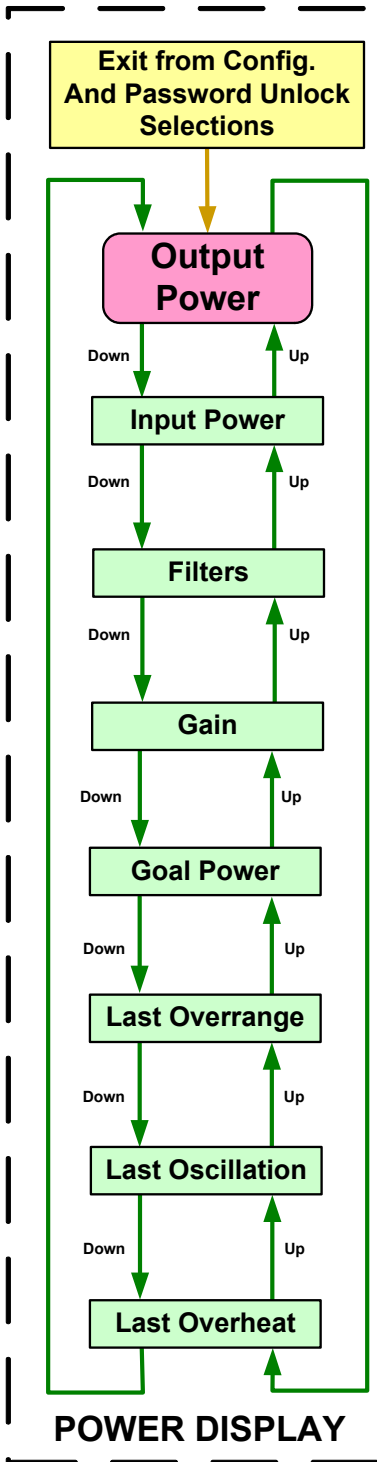 Exit from Config.
And Password Unlock
Selections
Output
Power
Down
Up
Input Power
Down
Up
Filters
Down
Up
Gain
Down
Up
Goal Power
Down
Up
Last Overrange
Down
Up
Last Oscillation
Down
Up
Last Overheat
POWER DISPLAY